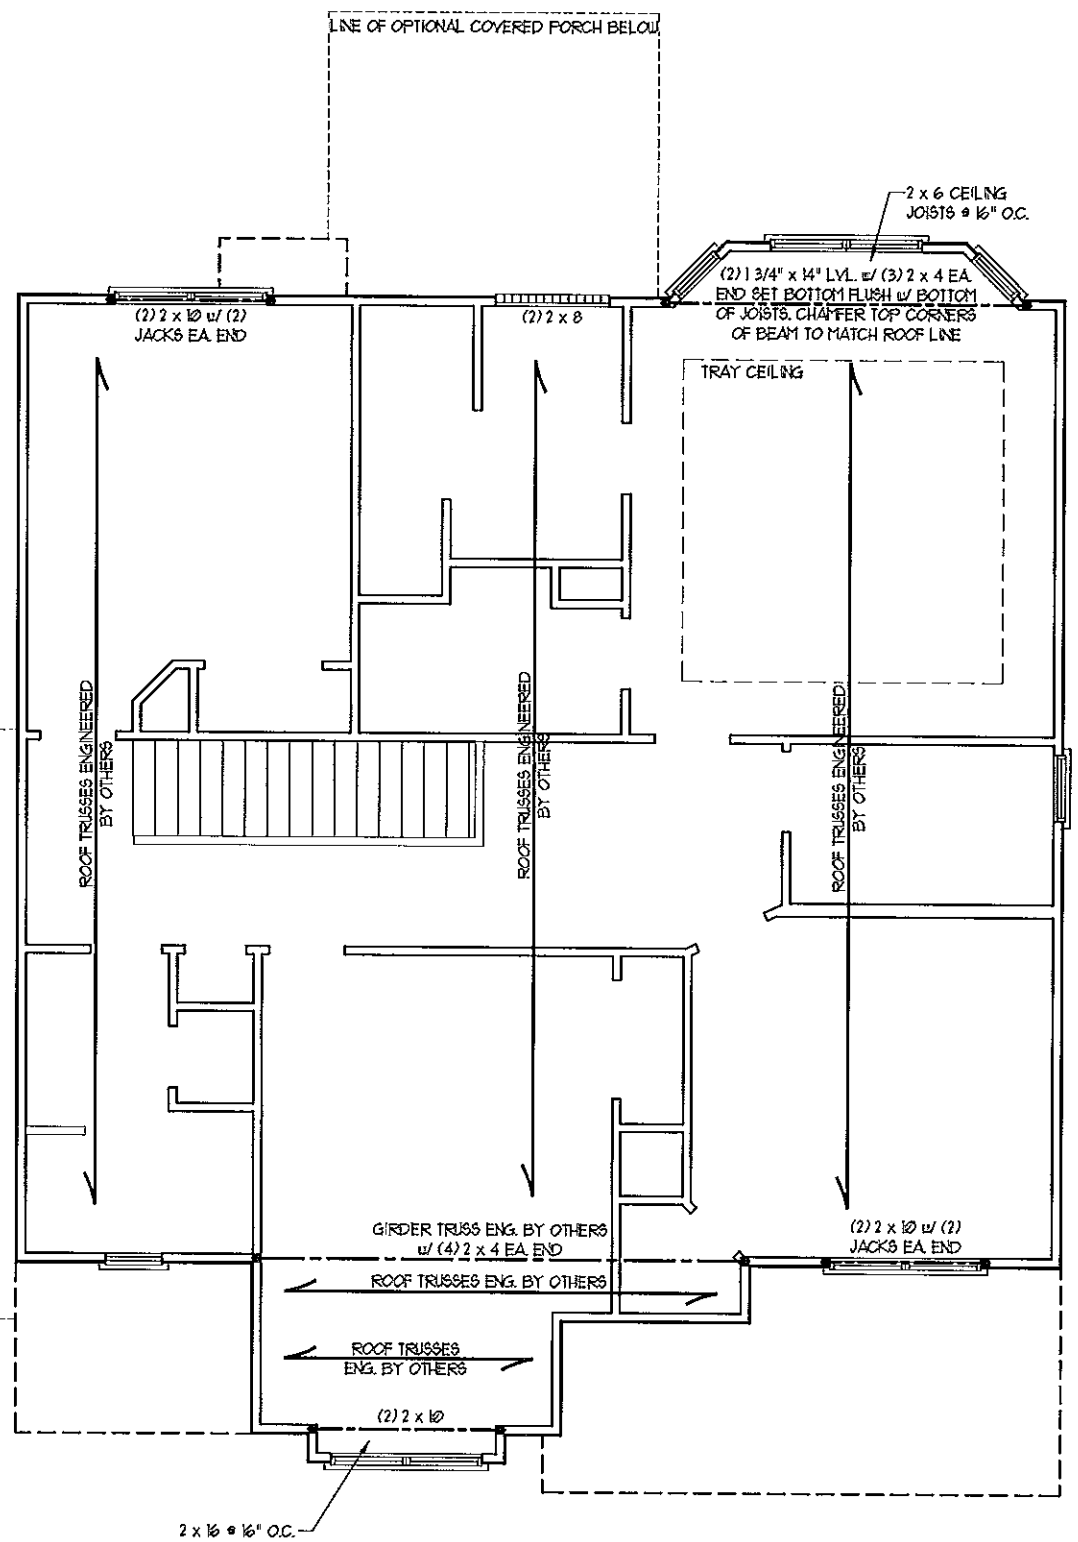 LINE OF OPTIONAL COVERED PORCH BELOW
2 x 6 CEILING
JOISTS @ 16" O.C.
(2) 1 3/4" x 14" LVL w/ (3) 2 x 4 EA.
END SET BOTTOM FLUSH w/ BOTTOM
OF JOISTS. CHAMFER TOP CORNERS
OF BEAM TO MATCH ROOF LINE
(2) 2 x 10 w/ (2)
JACKS EA. END
(2) 2 x 8
TRAY CEILING
ROOF TRUSSES ENGINEERED
BY OTHERS
ROOF TRUSSES ENGINEERED
BY OTHERS
ROOF TRUSSES ENGINEERED
BY OTHERS
GIRDER TRUSS ENG. BY OTHERS
w/ (4) 2 x 4 EA. END
(2) 2 x 10 w/ (2)
JACKS EA. END
ROOF TRUSSES ENG. BY OTHERS
ROOF TRUSSES
ENG. BY OTHERS
(2) 2 x 10
2 x 16 @ 16" O.C.